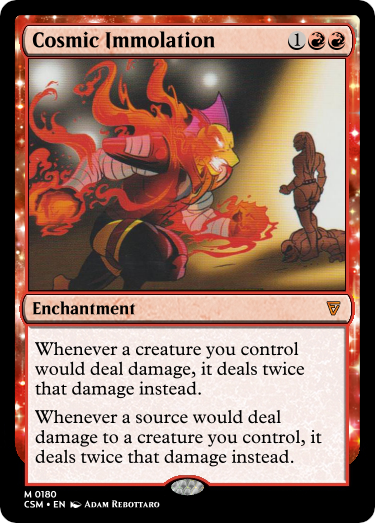 Cosmic Immolation 1
Enchantment
Whenever a creature you control
would deal damage, it deals twice
that damage instead.
Whenever a source would deal
damage to a creature you control, it
deals twice that damage instead.
M 0180
CSM • EN Adam Rebottaro